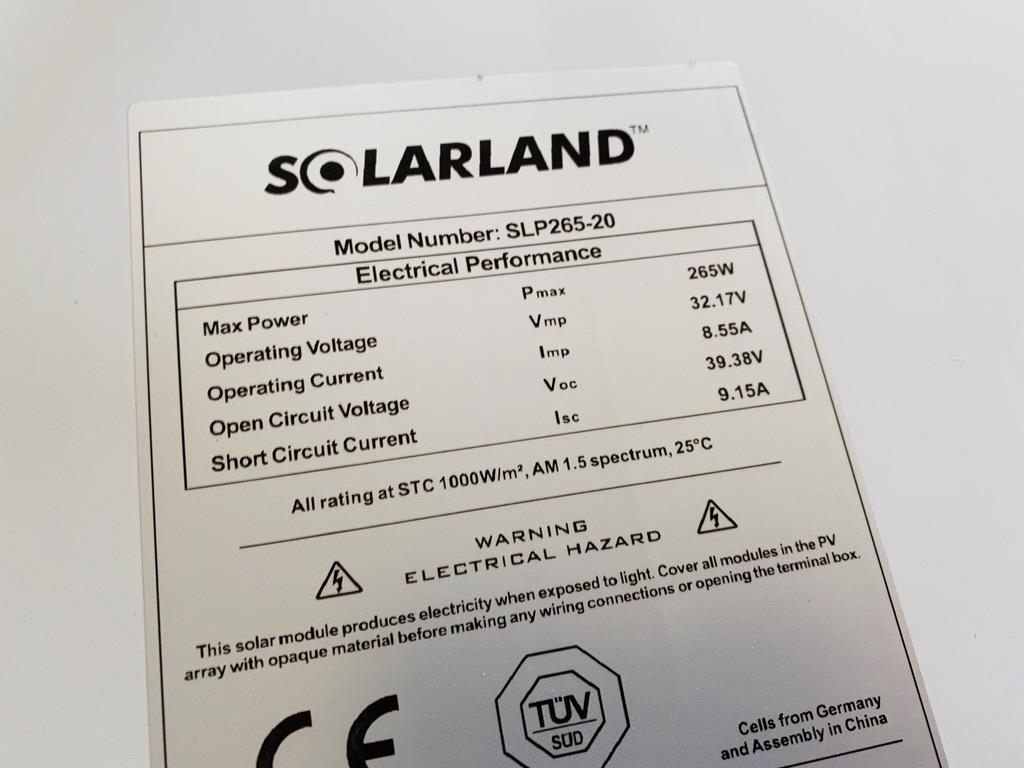 SOLARLAND™
Model Number: SLP265-20
Electrical Performance
Max Power Pmax 265W
Operating Voltage Vmp 32.17V
Operating Current Imp 8.55A
Open Circuit Voltage Voc 39.38V
Short Circuit Current Isc 9.15A
All rating at STC 1000W/m², AM 1.5 spectrum, 25°C
WARNING
ELECTRICAL HAZARD
This solar module produces electricity when exposed to light. Cover all modules in the PV
array with opaque material before making any wiring connections or opening the terminal box.
CE
TÜV
SÜD
Cells from Germany
and Assembly in China